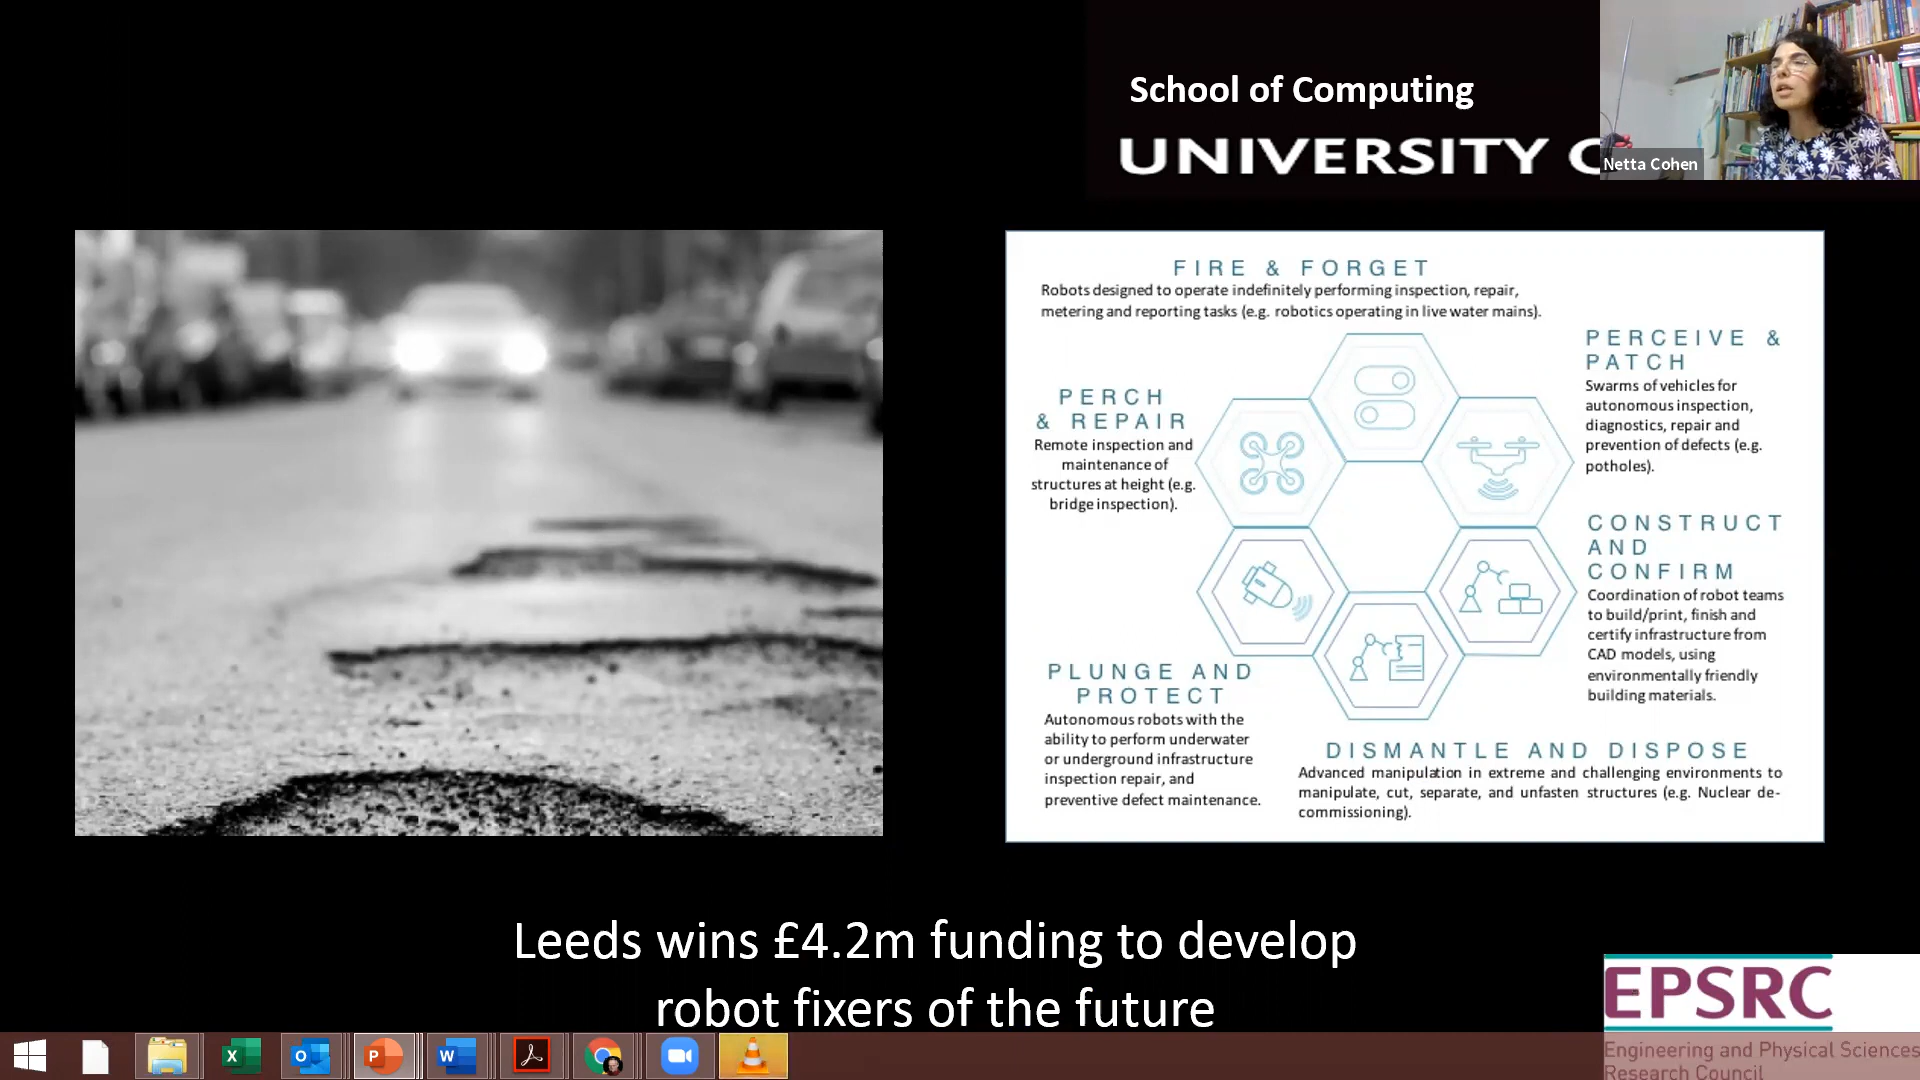 School of Computing
UNIVERSITY
Netta Cohen
FIRE & FORGET
Robots designed to operate indefinitely performing inspection, repair,
metering and reporting tasks (e.g. robotics operating in live water mains).
PERCH
& REPAIR
Remote inspection and
maintenance of
structures at height (e.g.
bridge inspection).
PERCEIVE &
PATCH
Swarms of vehicles for
autonomous inspection,
diagnostics, repair and
prevention of defects (e.g.
potholes).
CONSTRUCT
AND
CONFIRM
Coordination of robot teams
to build/print, finish and
certify infrastructure from
CAD models, using
environmentally friendly
building materials.
PLUNGE AND
PROTECT
Autonomous robots with the
ability to perform underwater
or underground infrastructure
inspection repair, and
preventive defect maintenance.
DISMANTLE AND DISPOSE
Advanced manipulation in extreme and challenging environments to
manipulate, cut, separate, and unfasten structures (e.g. Nuclear de-
commissioning).
Leeds wins £4.2m funding to develop
robot fixers of the future
EPSRC
Engineering and Physical Sciences
Research Council